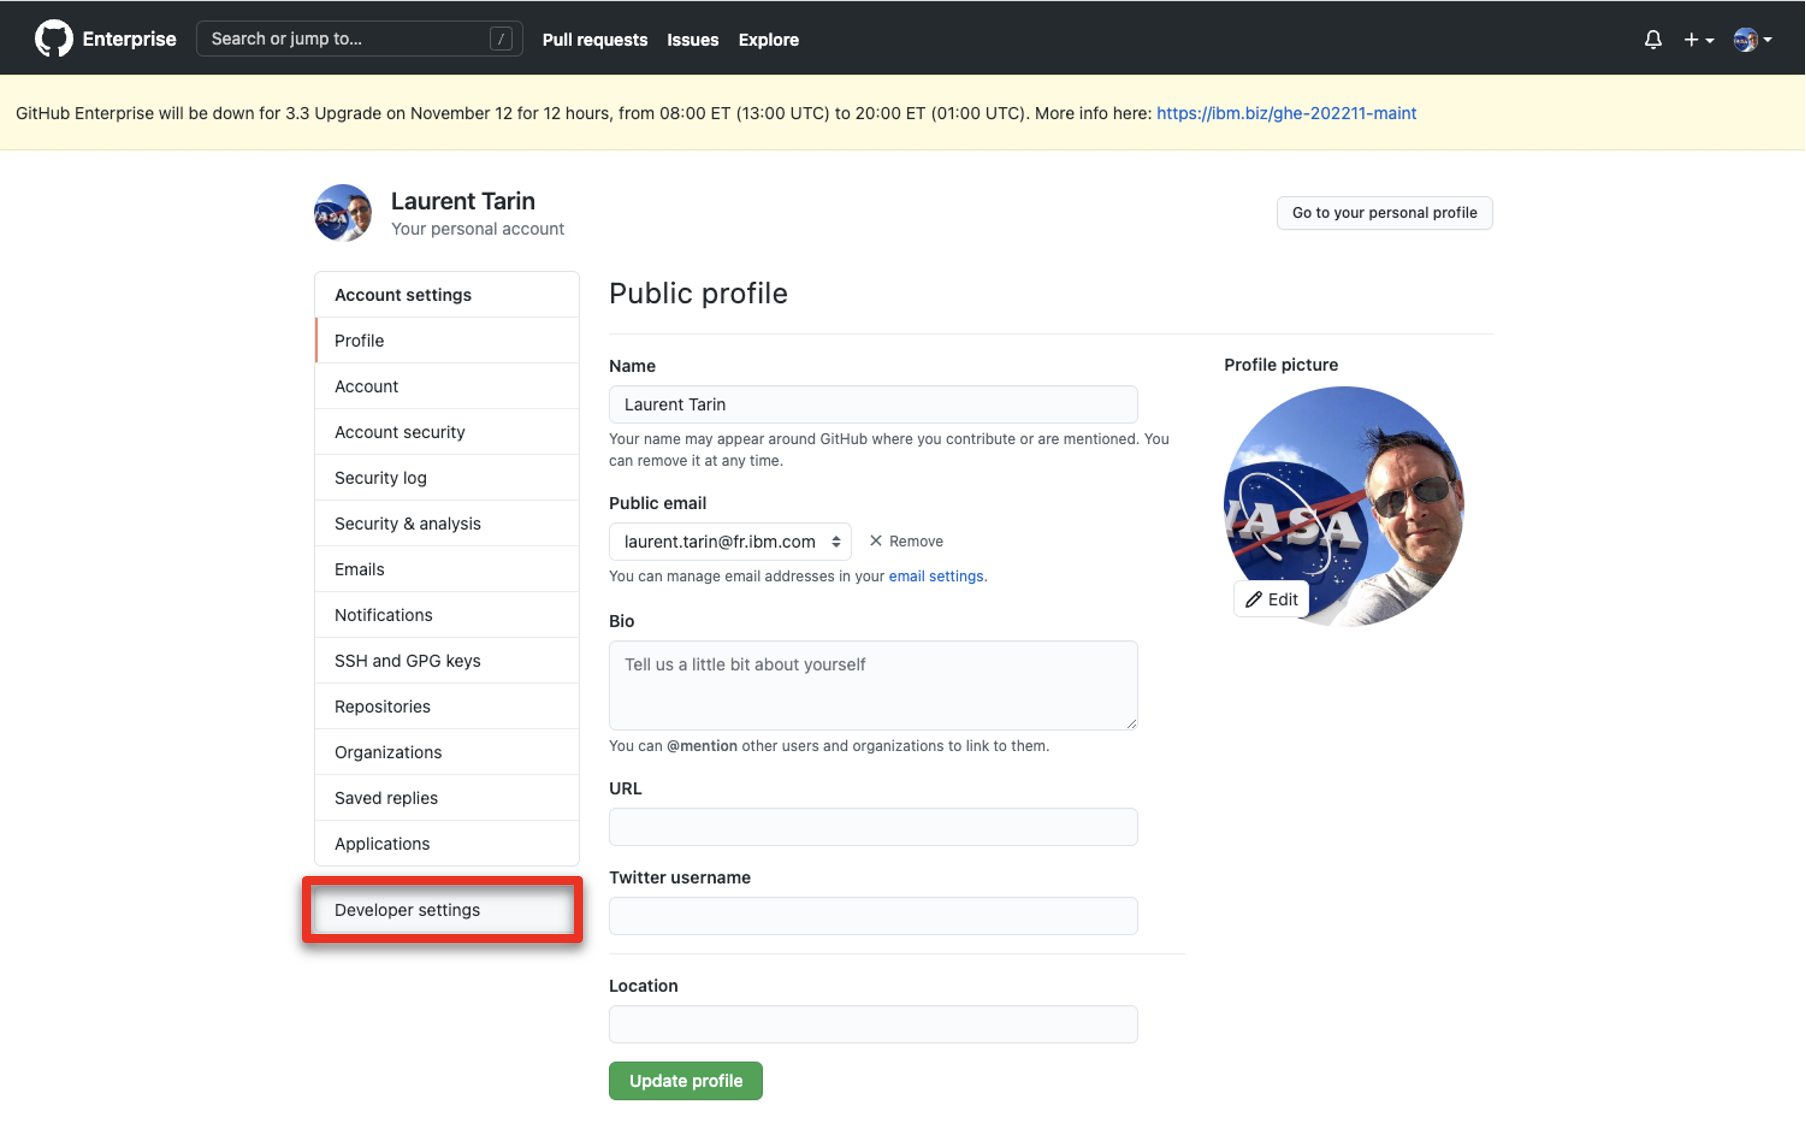 Enterprise
Search or jump to...
/
Pull requests
Issues
Explore
GitHub Enterprise will be down for 3.3 Upgrade on November 12 for 12 hours, from 08:00 ET (13:00 UTC) to 20:00 ET (01:00 UTC). More info here: https://ibm.biz/ghe-202211-maint
Laurent Tarin
Your personal account
Go to your personal profile
Account settings
Profile
Account
Account security
Security log
Security & analysis
Emails
Notifications
SSH and GPG keys
Repositories
Organizations
Saved replies
Applications
Developer settings
Public profile
Name
Laurent Tarin
Your name may appear around GitHub where you contribute or are mentioned. You
can remove it at any time.
Public email
laurent.tarin@fr.ibm.com
Remove
You can manage email addresses in your email settings.
Bio
Tell us a little bit about yourself
You can @mention other users and organizations to link to them.
URL
Twitter username
Location
Update profile
Profile picture
NASA
Edit